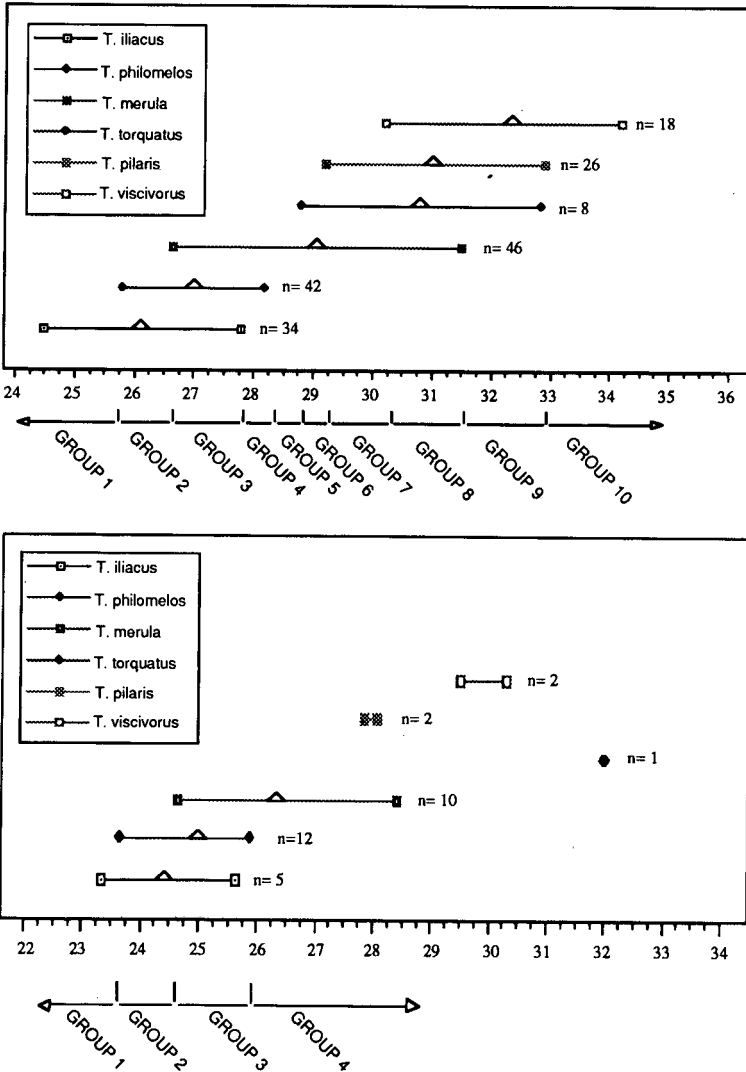 T. iliacus
T. philomelos
T. merula
T. torquatus
T. pilaris
T. viscivorus
n= 18
n= 26
n= 8
n= 46
n= 42
n= 34
24 25 26 27 28 29 30 31 32 33 34 35 36
GROUP 1 GROUP 2 GROUP 3 GROUP 4 GROUP 5 GROUP 6 GROUP 7 GROUP 8 GROUP 9 GROUP 10
T. iliacus
T. philomelos
T. merula
T. torquatus
T. pilaris
T. viscivorus
n= 2
n= 2
n= 1
n= 10
n=12
n= 5
22 23 24 25 26 27 28 29 30 31 32 33 34
GROUP 1 GROUP 2 GROUP 3 GROUP 4